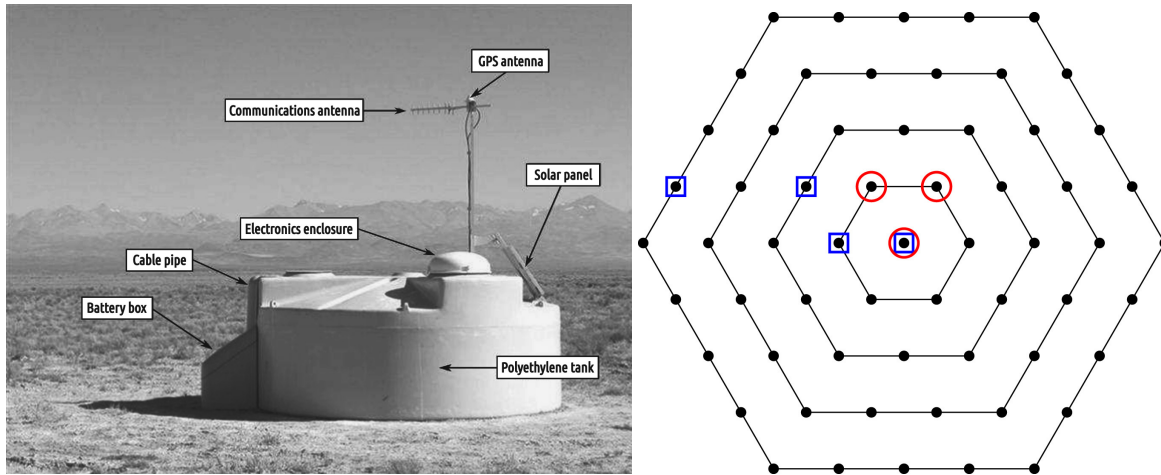 GPS antenna
Communications antenna
Solar panel
Electronics enclosure
Cable pipe
Battery box
Polyethylene tank